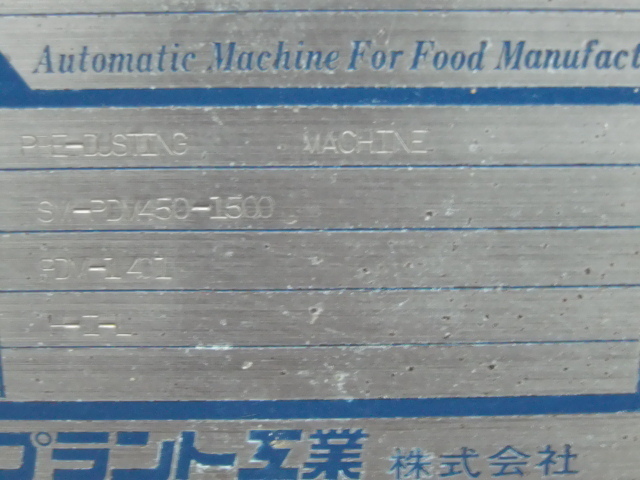 Automatic Machine For Food Manufact
PRE-DUSTING MACHINE
SV-PDM450-1500
PDM-141
プラント工業 株式会社